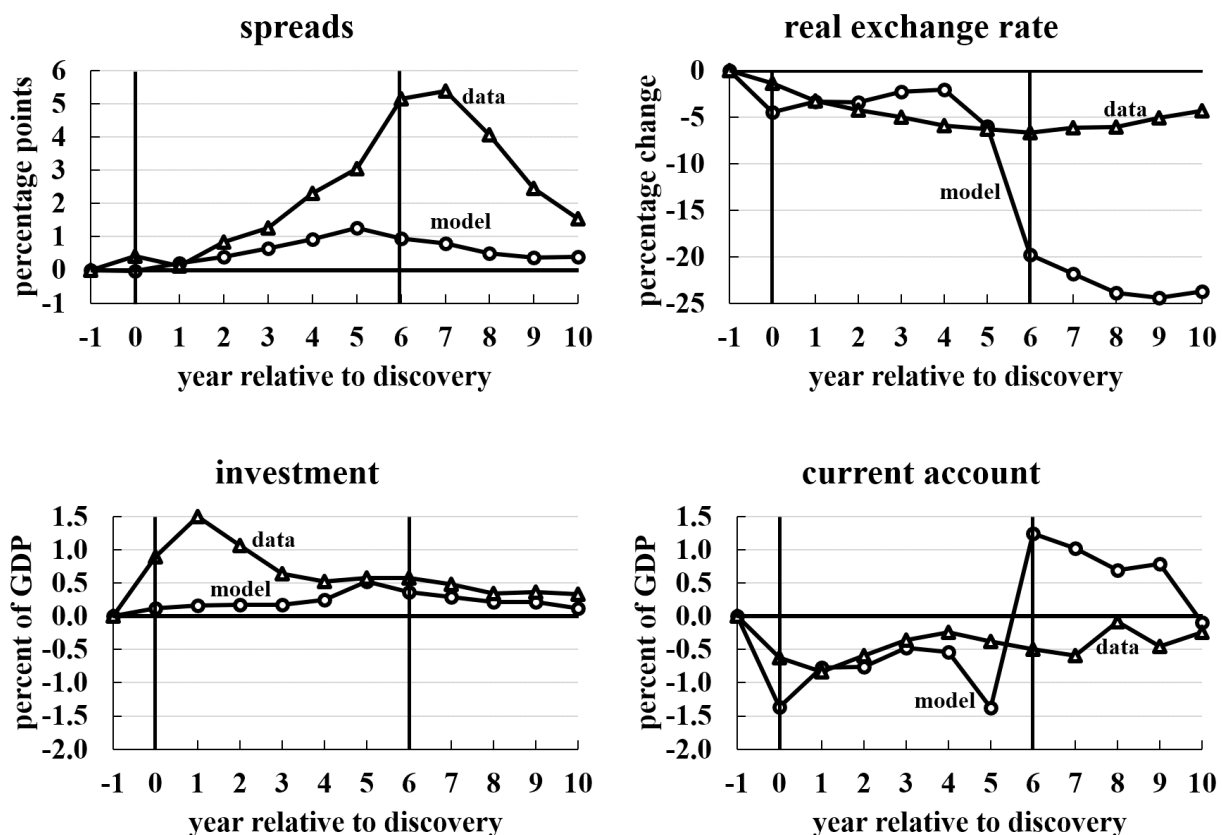 spreads
percentage points
6
5
4
3
2
1
0
-1
data
model
-1 0 1 2 3 4 5 6 7 8 9 10
year relative to discovery
real exchange rate
percentage change
0
-5
-10
-15
-20
-25
data
model
-1 0 1 2 3 4 5 6 7 8 9 10
year relative to discovery
investment
percent of GDP
1.5
1.0
0.5
0.0
-0.5
-1.0
-1.5
-2.0
data
model
-1 0 1 2 3 4 5 6 7 8 9 10
year relative to discovery
current account
percent of GDP
1.5
1.0
0.5
0.0
-0.5
-1.0
-1.5
-2.0
data
model
-1 0 1 2 3 4 5 6 7 8 9 10
year relative to discovery